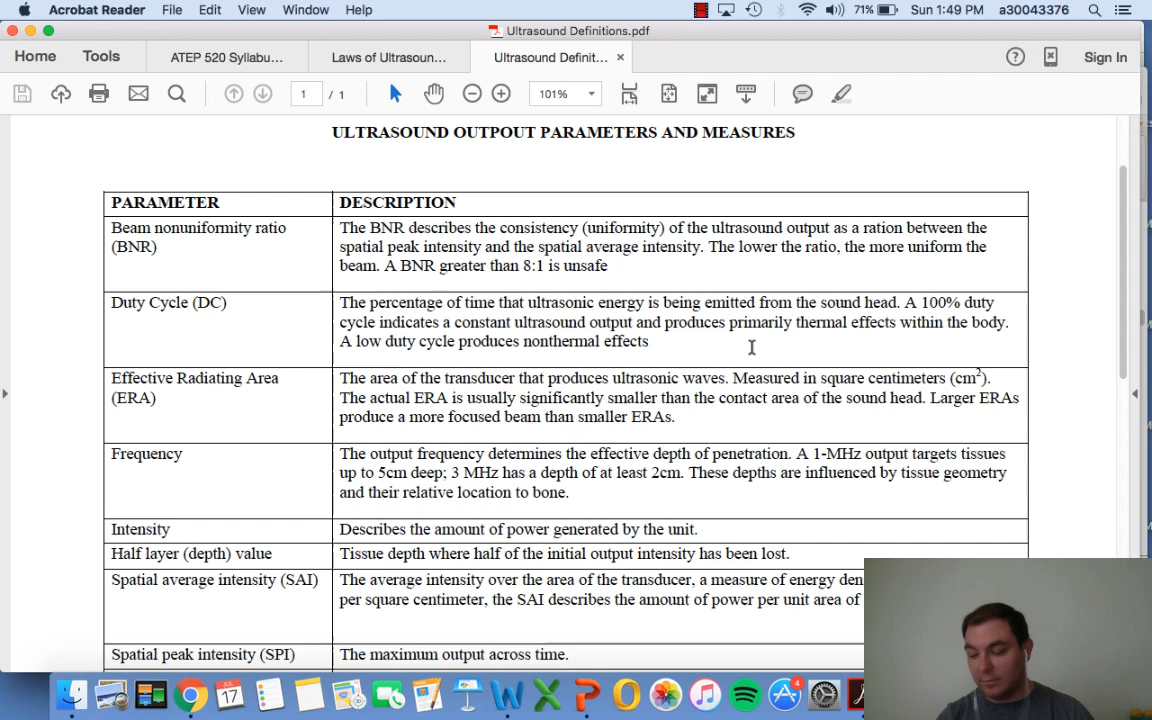 Acrobat Reader File Edit View Window Help 71% Sun 1:49 PM a30043376
Ultrasound Definitions.pdf
Home Tools ATEP 520 Syllabu... Laws of Ultrasoun... Ultrasound Definit... × Sign In
1 / 1 101%
ULTRASOUND OUTPOUT PARAMETERS AND MEASURES
PARAMETER DESCRIPTION
Beam nonuniformity ratio
(BNR)
The BNR describes the consistency (uniformity) of the ultrasound output as a ration between the
spatial peak intensity and the spatial average intensity. The lower the ratio, the more uniform the
beam. A BNR greater than 8:1 is unsafe
Duty Cycle (DC)
The percentage of time that ultrasonic energy is being emitted from the sound head. A 100% duty
cycle indicates a constant ultrasound output and produces primarily thermal effects within the body.
A low duty cycle produces nonthermal effects
Effective Radiating Area
(ERA)
The area of the transducer that produces ultrasonic waves. Measured in square centimeters (cm²).
The actual ERA is usually significantly smaller than the contact area of the sound head. Larger ERAs
produce a more focused beam than smaller ERAs.
Frequency
The output frequency determines the effective depth of penetration. A 1-MHz output targets tissues
up to 5cm deep; 3 MHz has a depth of at least 2cm. These depths are influenced by tissue geometry
and their relative location to bone.
Intensity
Describes the amount of power generated by the unit.
Half layer (depth) value
Tissue depth where half of the initial output intensity has been lost.
Spatial average intensity (SAI)
The average intensity over the area of the transducer, a measure of energy den
per square centimeter, the SAI describes the amount of power per unit area of
Spatial peak intensity (SPI)
The maximum output across time.
17
4